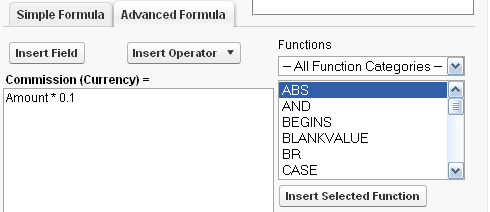 Simple Formula
Advanced Formula
Insert Field
Insert Operator
Functions
-- All Function Categories --
Commission (Currency) =
Amount * 0.1
ABS
AND
BEGINS
BLANKVALUE
BR
CASE
Insert Selected Function